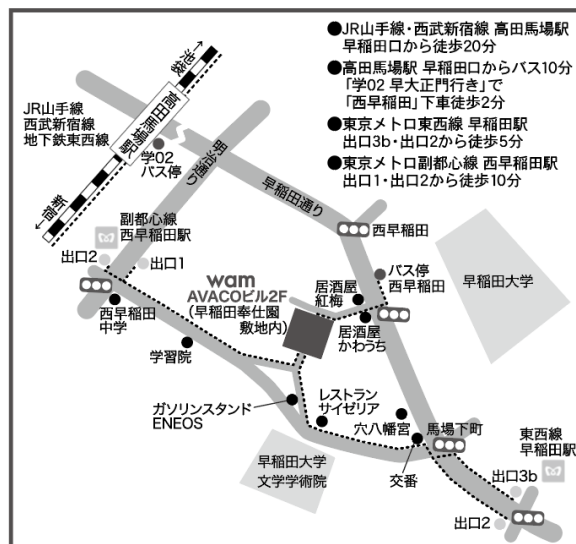 ●JR山手線・西武新宿線 高田馬場駅
早稲田口から徒歩20分
●高田馬場駅 早稲田口からバス10分
「学02 早大正門行き」で
「西早稲田」下車徒歩2分
●東京メトロ東西線 早稲田駅
出口3b・出口2から徒歩5分
●東京メトロ副都心線 西早稲田駅
出口1・出口2から徒歩10分
←池袋
高田馬場駅
JR山手線
西武新宿線
地下鉄東西線
学02
バス停
明治通り
早稲田通り
新宿→
副都心線
西早稲田駅
出口2
出口1
西早稲田
バス停
西早稲田
早稲田大学
wam
AVACOビル2F
(早稲田奉仕園
敷地内)
居酒屋
紅梅
居酒屋
かわうち
西早稲田
中学
学習院
ガソリンスタンド
ENEOS
レストラン
サイゼリア
穴八幡宮
馬場下町
交番
早稲田大学
文学学術院
東西線
早稲田駅
出口3b
出口2